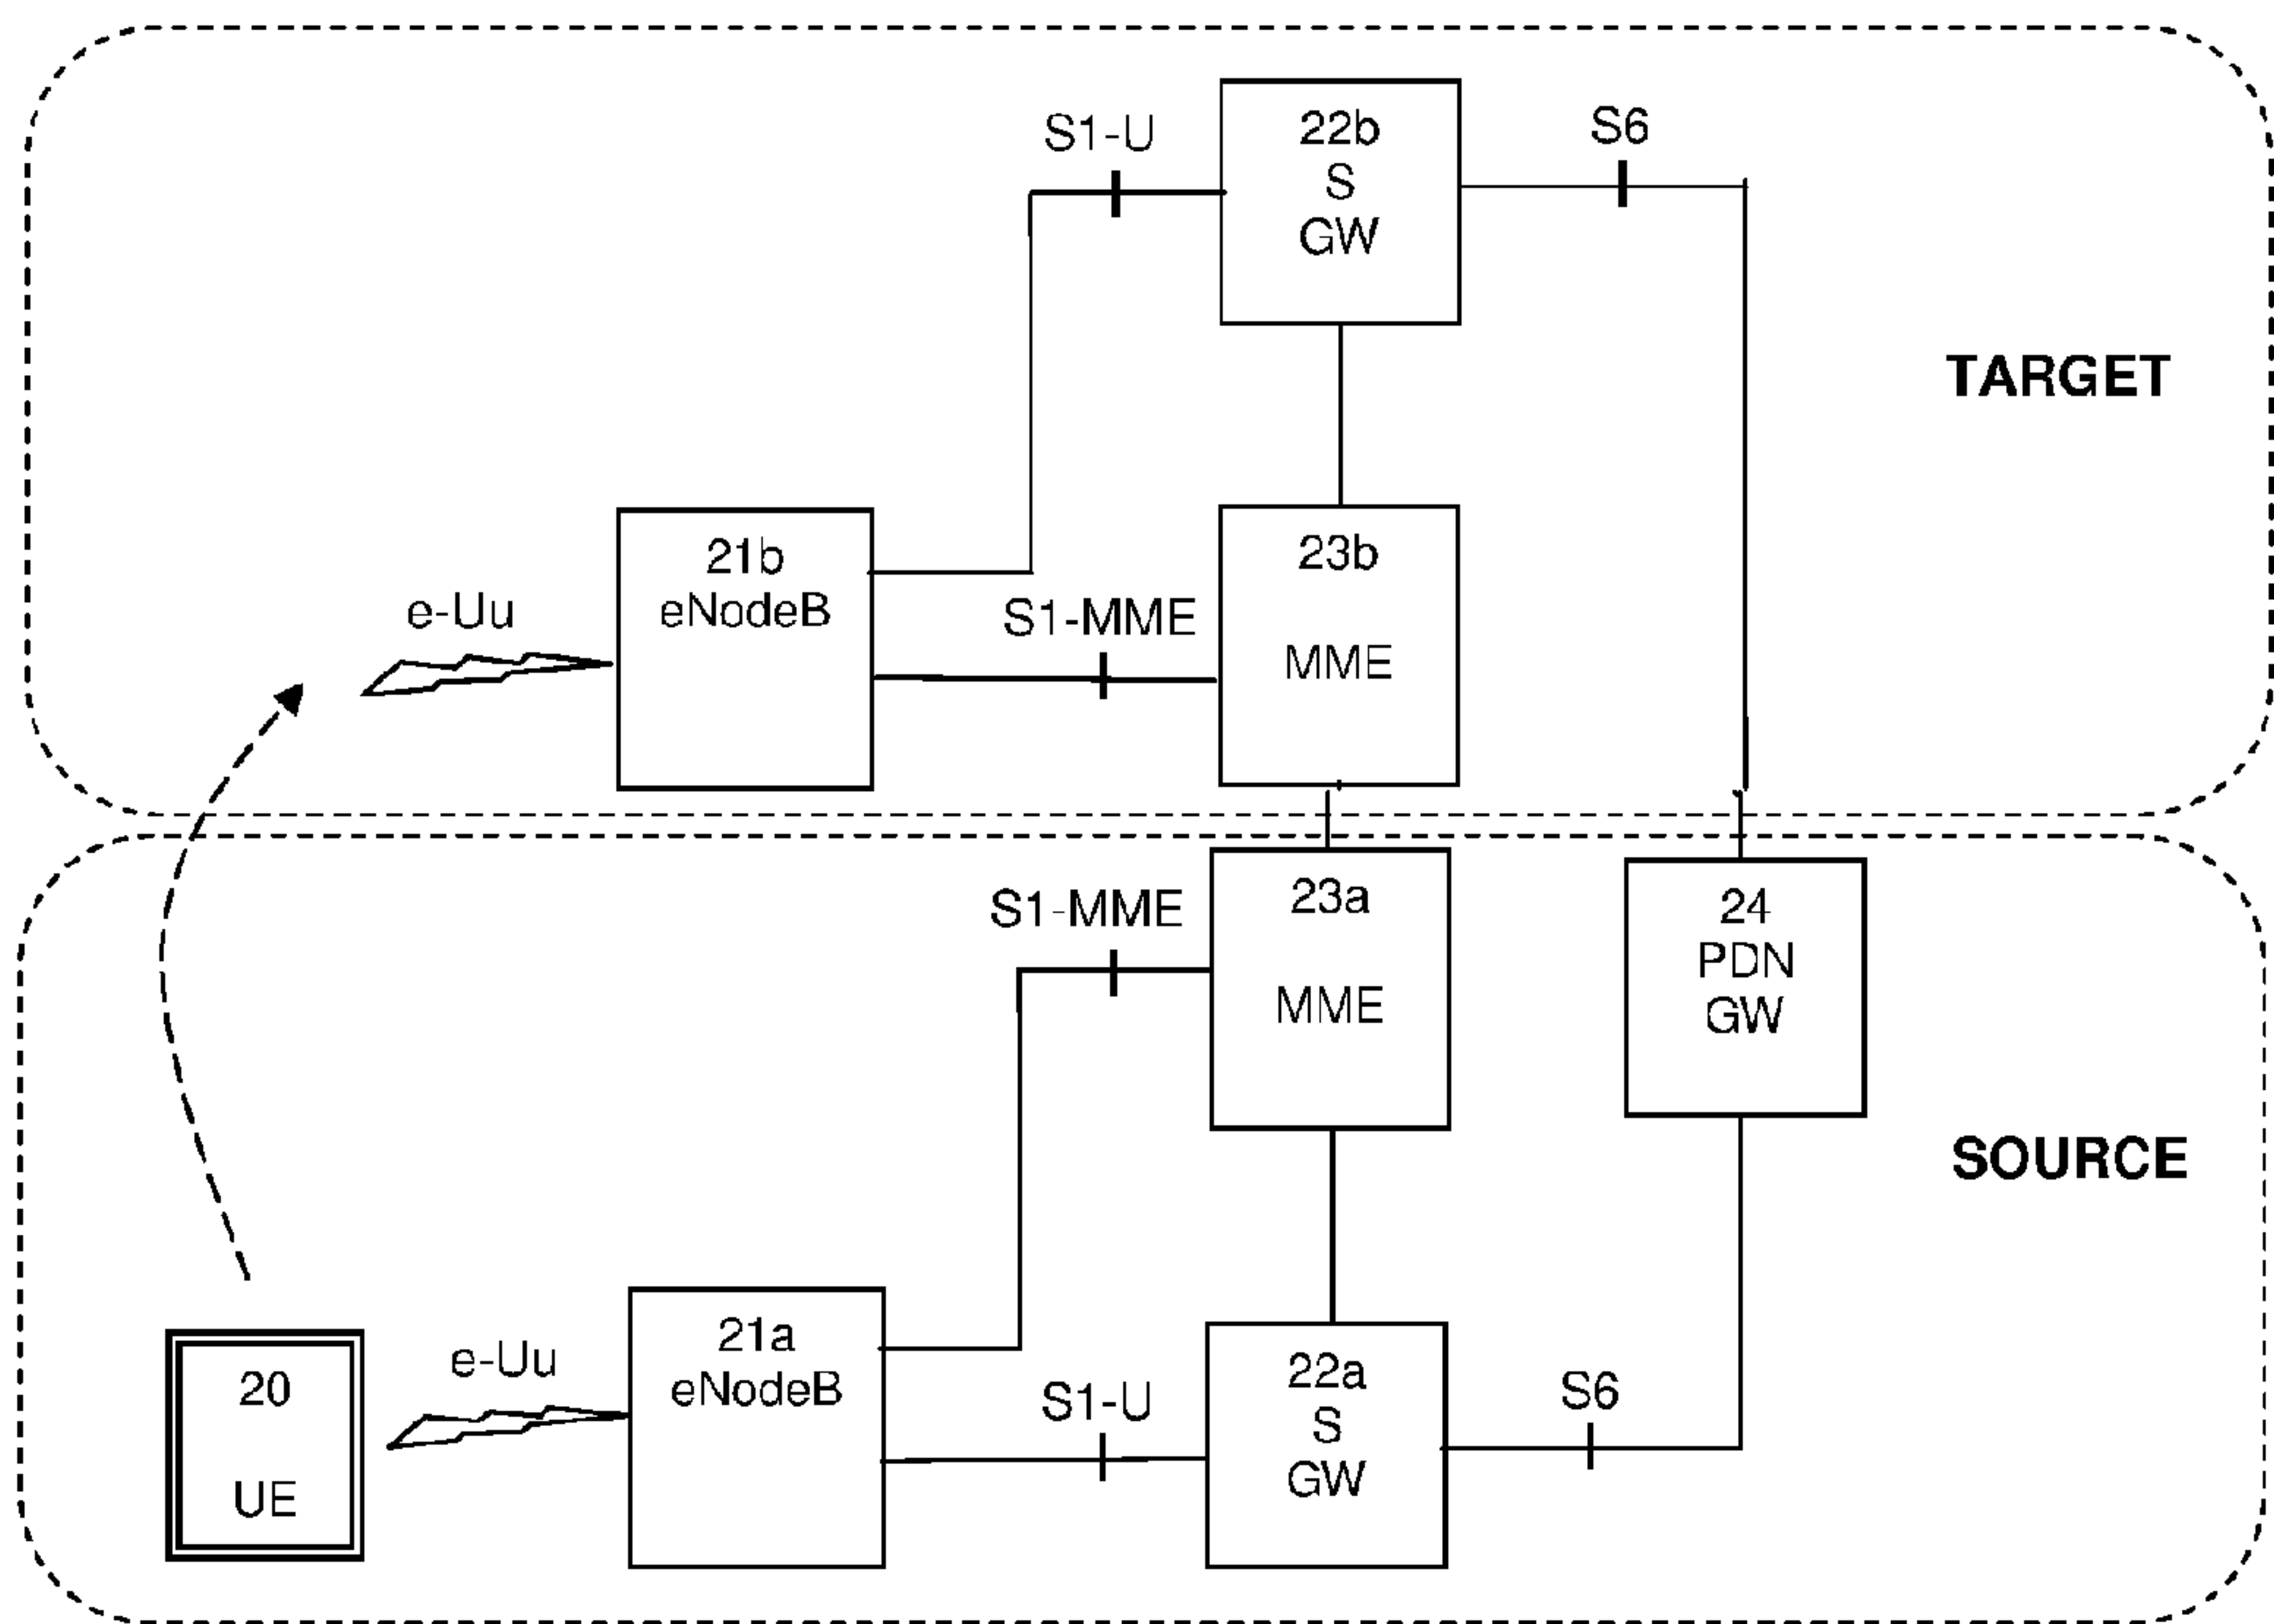 S1-U
22b
S
GW
S6
TARGET
21b
eNodeB
e-Uu
S1-MME
23b
MME
S1-MME
23a
MME
24
PDN
GW
SOURCE
20
UE
e-Uu
21a
eNodeB
S1-U
22a
S
GW
S6